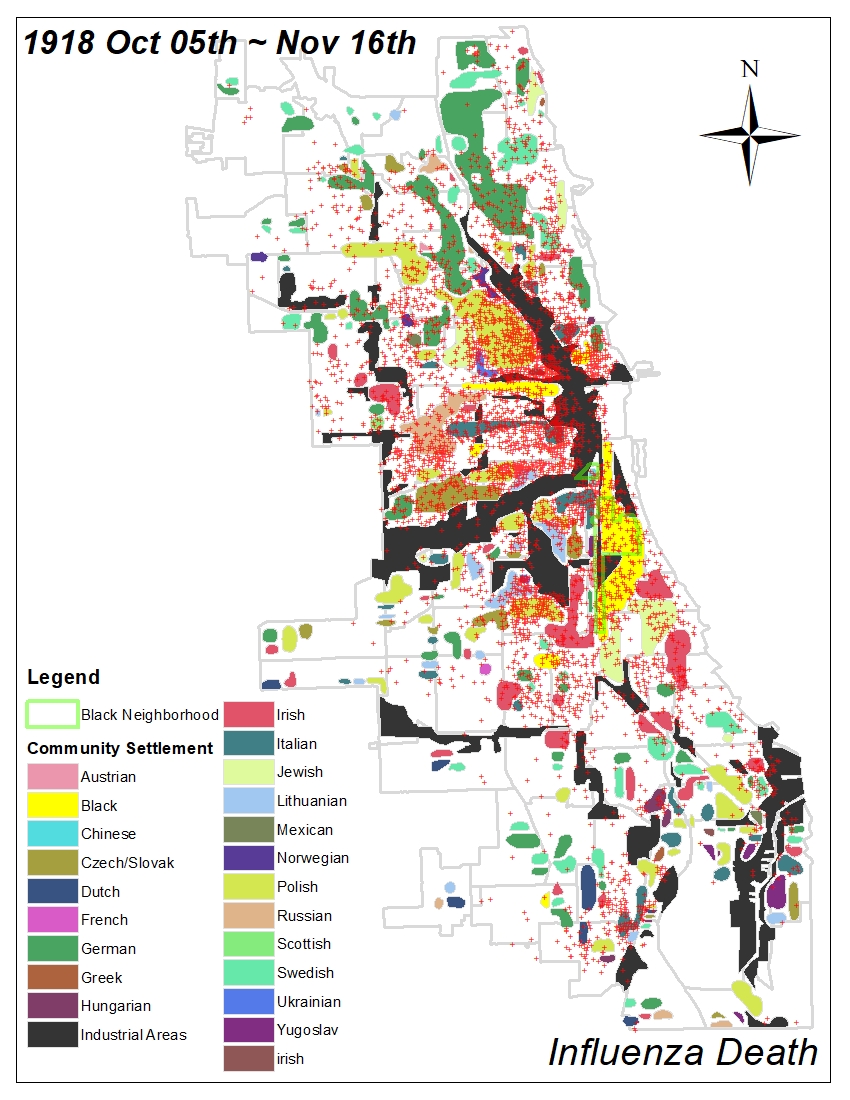 1918 Oct 05th ~ Nov 16th
N
Legend
Black Neighborhood
Community Settlement
Austrian
Black
Chinese
Czech/Slovak
Dutch
French
German
Greek
Hungarian
Industrial Areas
Irish
Italian
Jewish
Lithuanian
Mexican
Norwegian
Polish
Russian
Scottish
Swedish
Ukrainian
Yugoslav
irish
Influenza Death